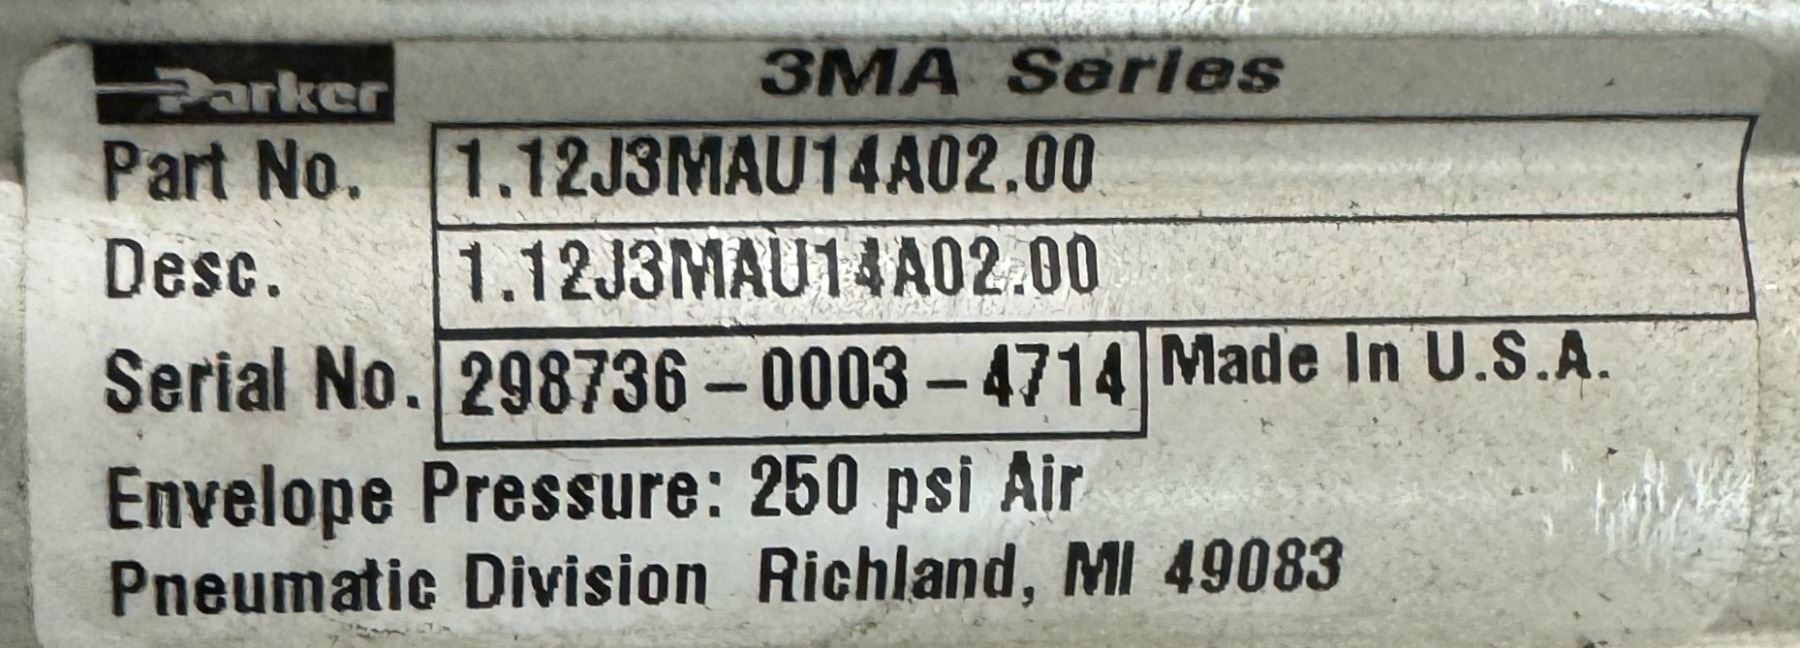 Parker 3MA Series
Part No. 1.12J3MAU14A02.00
Desc. 1.12J3MAU14A02.00
Serial No. 298736-0003-4714 Made In U.S.A.
Envelope Pressure: 250 psi Air
Pneumatic Division Richland, MI 49083